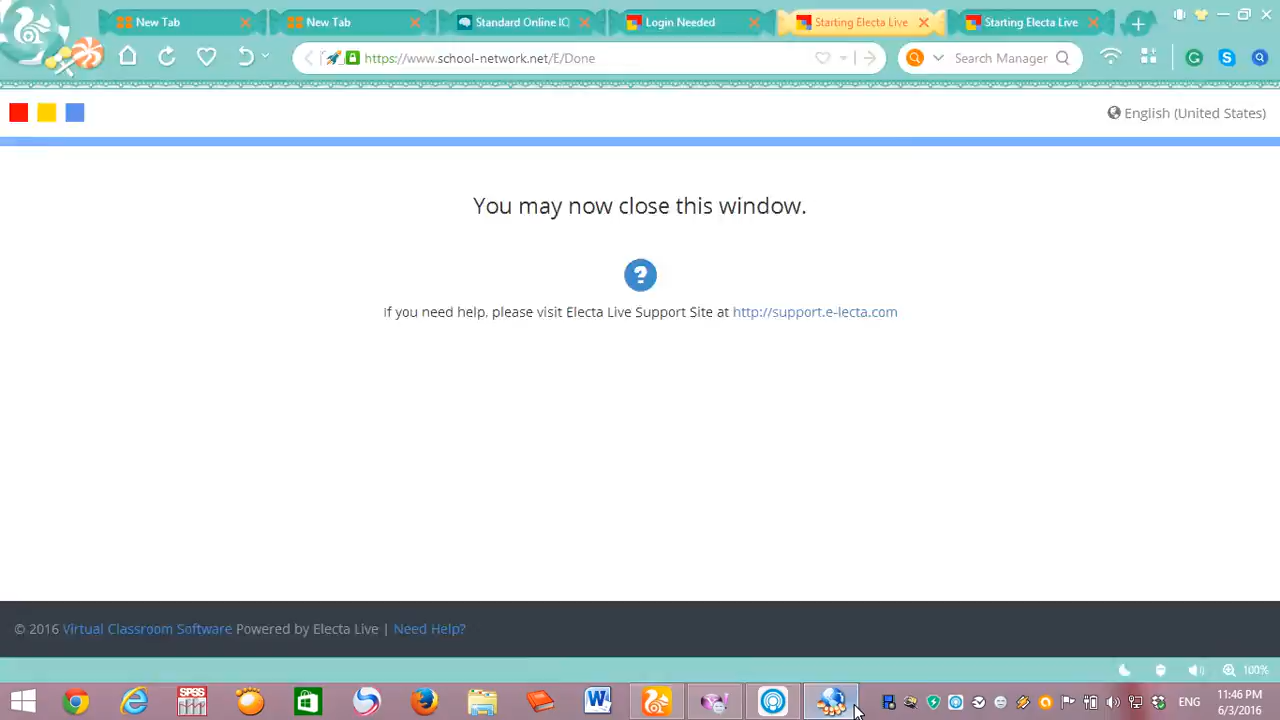 New Tab
New Tab
Standard Online IQ
Login Needed
Starting Electa Live
Starting Electa Live
https://www.school-network.net/E/Done
Search Manager
English (United States)
You may now close this window.
?
If you need help, please visit Electa Live Support Site at http://support.e-lecta.com
© 2016 Virtual Classroom Software Powered by Electa Live | Need Help?
100%
SPSS
ENG
11:46 PM
6/3/2016